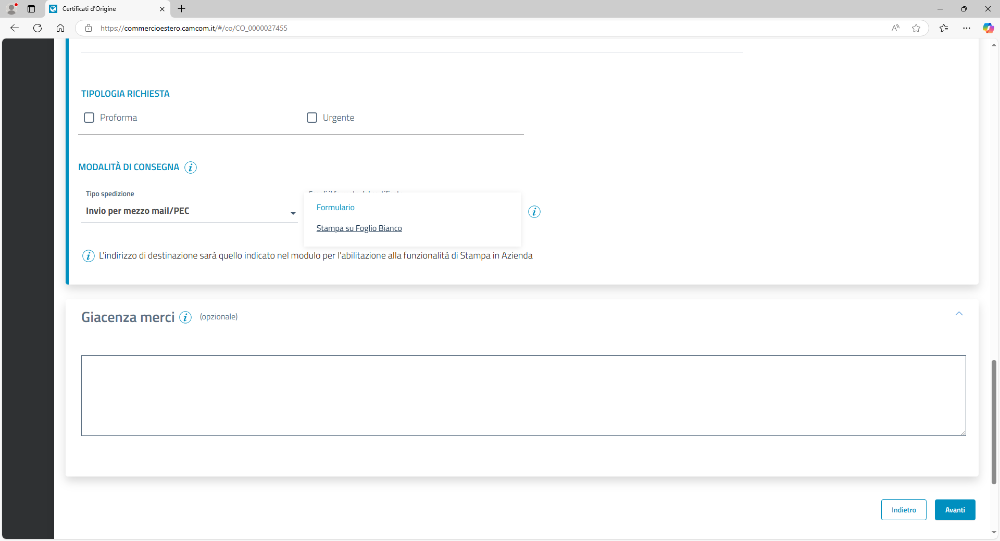 Certificati d'Origine
https://commercioestero.camcom.it/#/co/CO_0000027455
TIPOLOGIA RICHIESTA
Proforma
Urgente
MODALITÀ DI CONSEGNA
Tipo spedizione
Invio per mezzo mail/PEC
Formulario
Stampa su Foglio Bianco
L'indirizzo di destinazione sarà quello indicato nel modulo per l'abilitazione alla funzionalità di Stampa in Azienda
Giacenza merci
(opzionale)
Indietro
Avanti